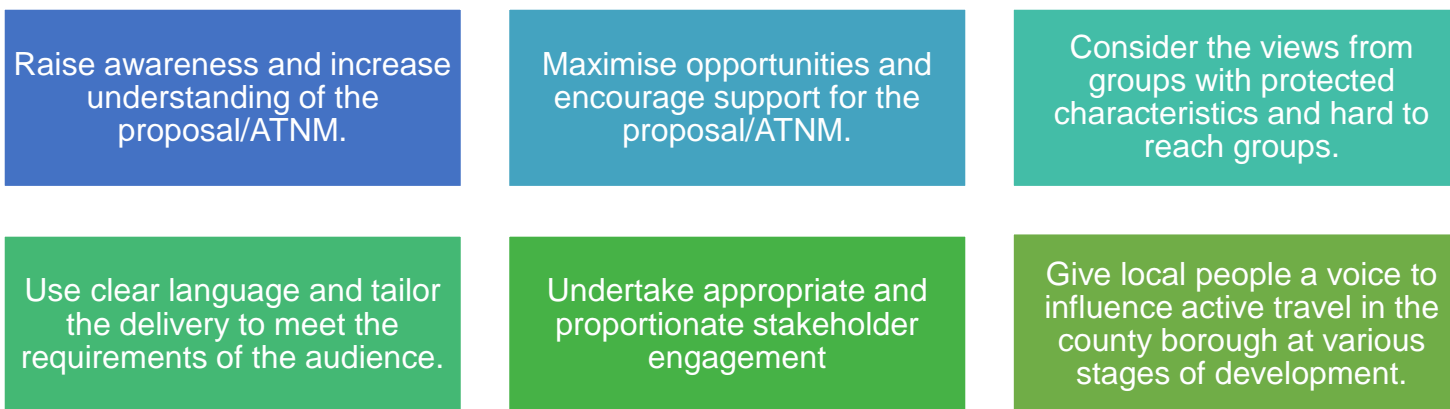 Raise awareness and increase
understanding of the
proposal/ATNM.
Maximise opportunities and
encourage support for the
proposal/ATNM.
Consider the views from
groups with protected
characteristics and hard to
reach groups.
Use clear language and tailor
the delivery to meet the
requirements of the audience.
Undertake appropriate and
proportionate stakeholder
engagement
Give local people a voice to
influence active travel in the
county borough at various
stages of development.